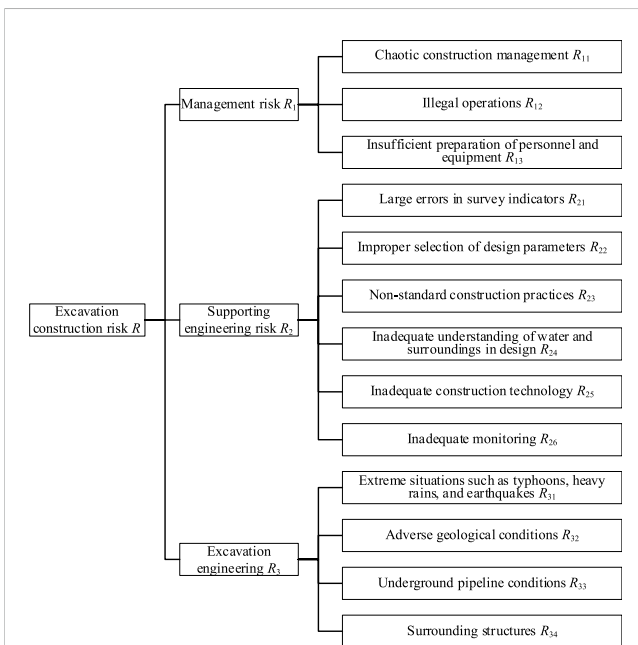 Chaotic construction management R11
Management risk R1
Illegal operations R12
Insufficient preparation of personnel and
equipment R13
Large errors in survey indicators R21
Improper selection of design parameters R22
Non-standard construction practices R23
Excavation
construction risk R
Supporting
engineering risk R2
Inadequate understanding of water and
surroundings in design R24
Inadequate construction technology R25
Inadequate monitoring R26
Extreme situations such as typhoons, heavy
rains, and earthquakes R31
Excavation
engineering R3
Adverse geological conditions R32
Underground pipeline conditions R33
Surrounding structures R34